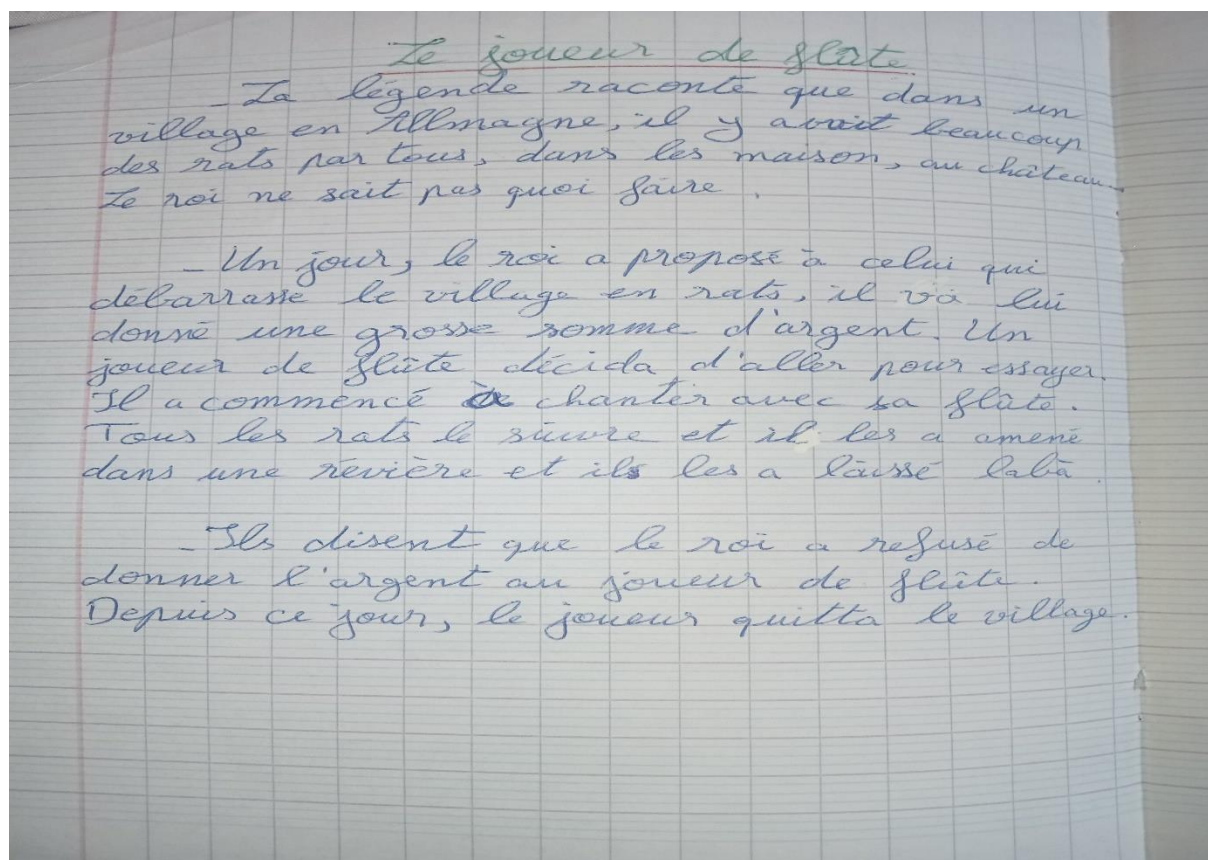 Le joueur de flûte
_ La légende raconte que dans un
village en Allmagne, il y avait beaucoup
des rats par tous, dans les maison, au château...
Le roi ne sait pas quoi faire.
_ Un jour, le roi a proposé à celui qui
débarrasse le village en rats, il va lui
donné une grosse somme d'argent. Un
joueur de flûte décida d'aller pour essayer.
Il a commencé à chanter avec sa flûte.
Tous les rats le suivre et il les a amené
dans une révière et ils les a laissé labà.
_ Ils disent que le roi a refusé de
donner l'argent au joueur de flûte.
Depuis ce jour, le joueur quitta le village.